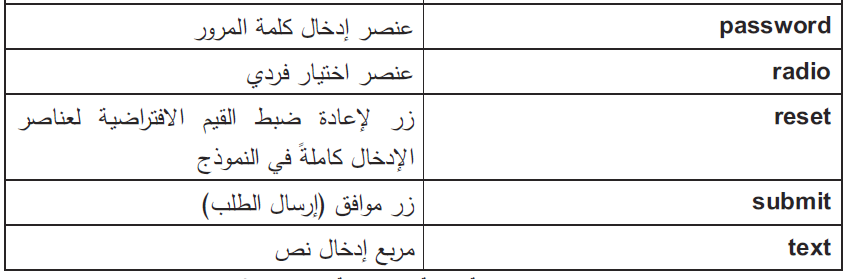 password عنصر إدخال كلمة المرور
radio عنصر اختيار فردي
reset زر لإعادة ضبط القيم الافتراضية لعناصر
الإدخال كاملةً في النموذج
submit زر موافق (إرسال الطلب)
text مربع إدخال نص